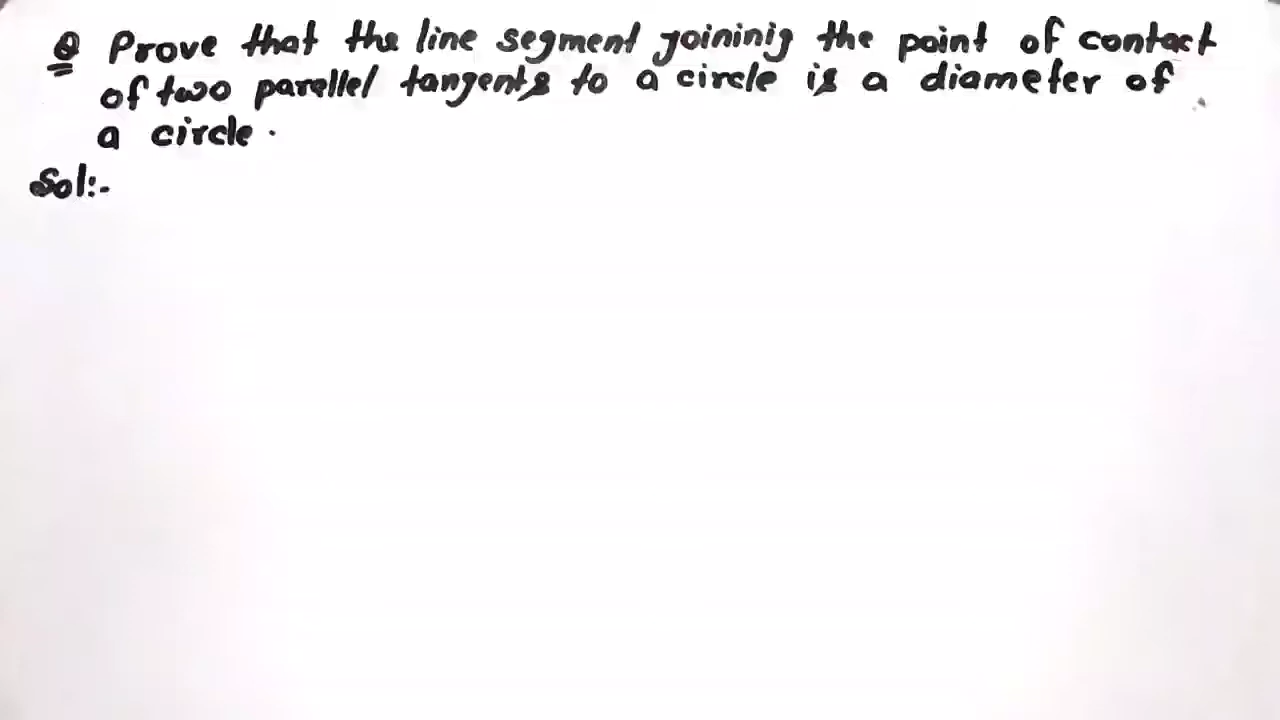 Q Prove that the line segment joininig the point of contact
of two parellel tangents to a circle is a diameter of
a circle.
Sol:-